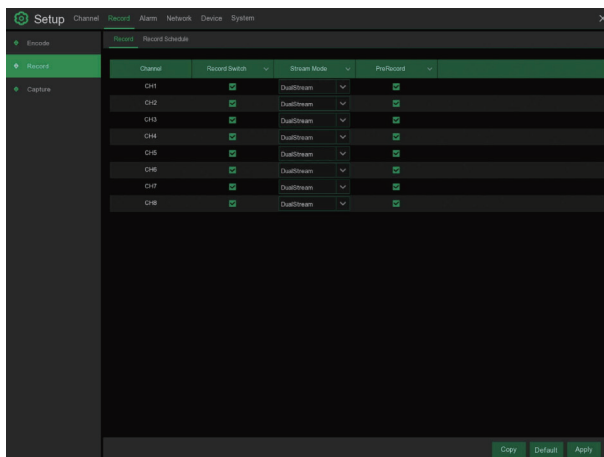 Setup Channel Record Alarm Network Device System
Encode
Record
Capture
Record Record Schedule
Channel Record Switch Stream Mode PreRecord
CH1 DualStream
CH2 DualStream
CH3 DualStream
CH4 DualStream
CH5 DualStream
CH6 DualStream
CH7 DualStream
CH8 DualStream
Copy Default Apply